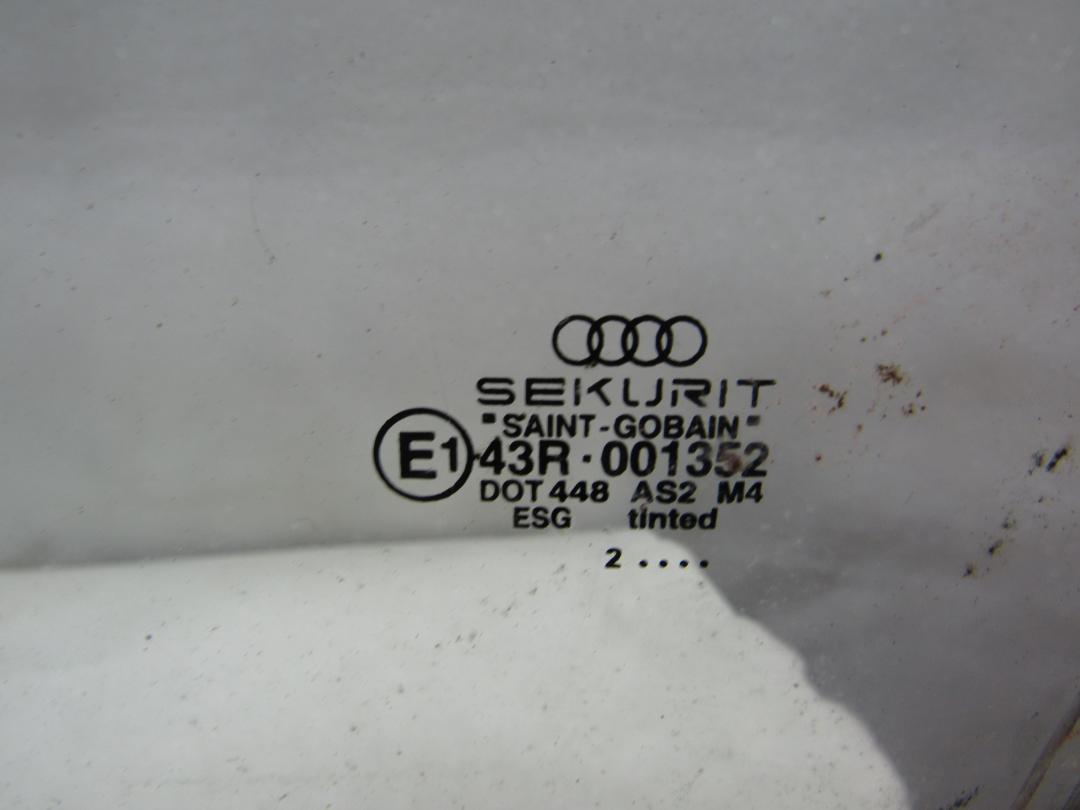 SEKURIT
"SAINT-GOBAIN"
E1 43R·001352
DOT 448 AS2 M4
ESG tinted
2 ....